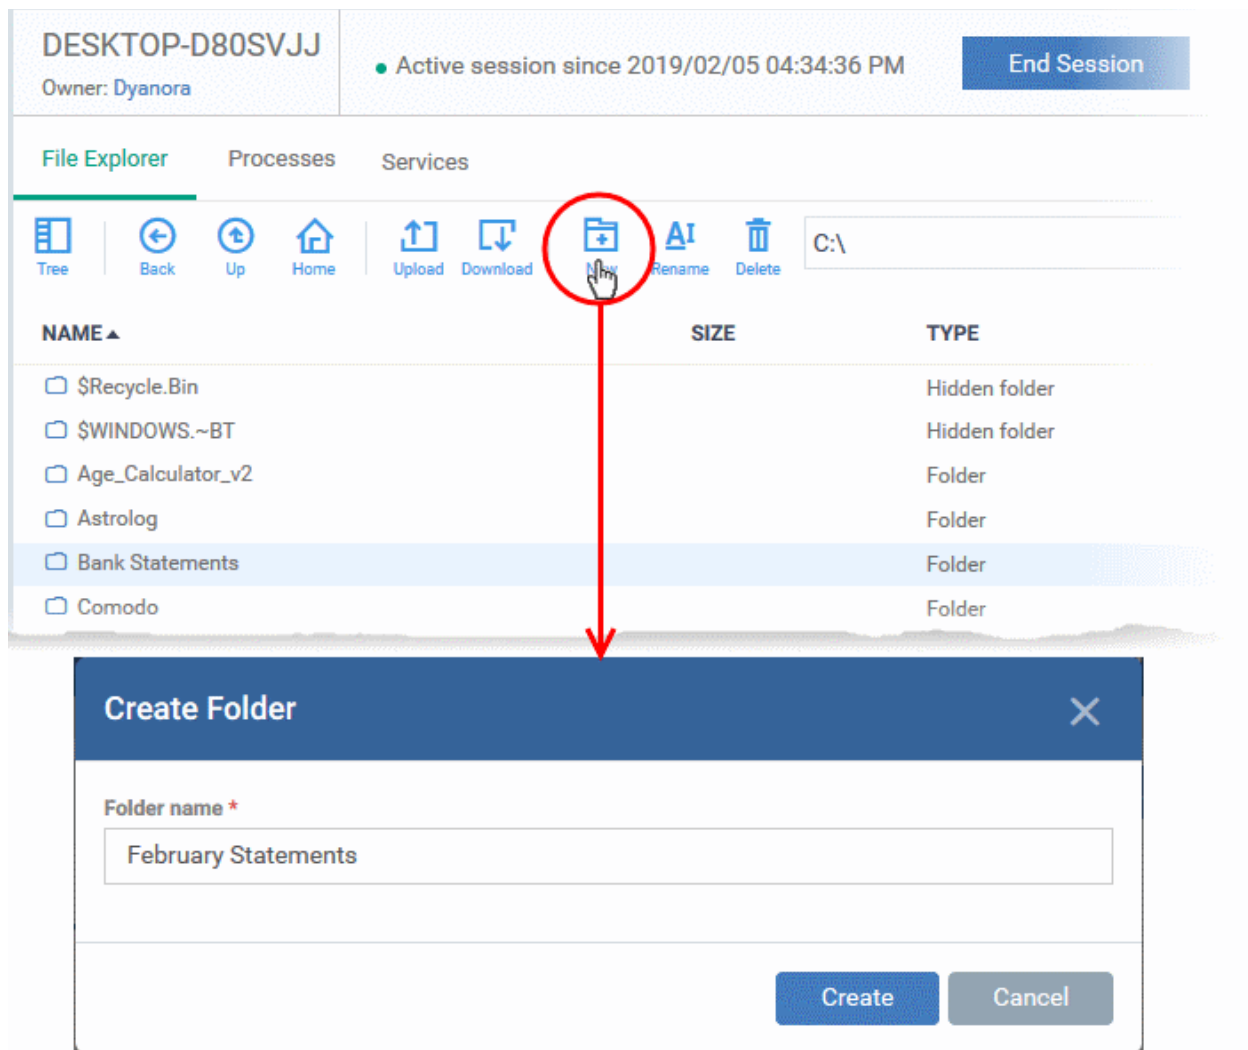 DESKTOP-D80SVJJ
Owner: Dyanora
Active session since 2019/02/05 04:34:36 PM
End Session
File Explorer Processes Services
Tree Back Up Home Upload Download Rename Delete C:\
NAME SIZE TYPE
$Recycle.Bin Hidden folder
$WINDOWS.~BT Hidden folder
Age_Calculator_v2 Folder
Astrolog Folder
Bank Statements Folder
Comodo Folder
Create Folder
Folder name *
February Statements
Create Cancel